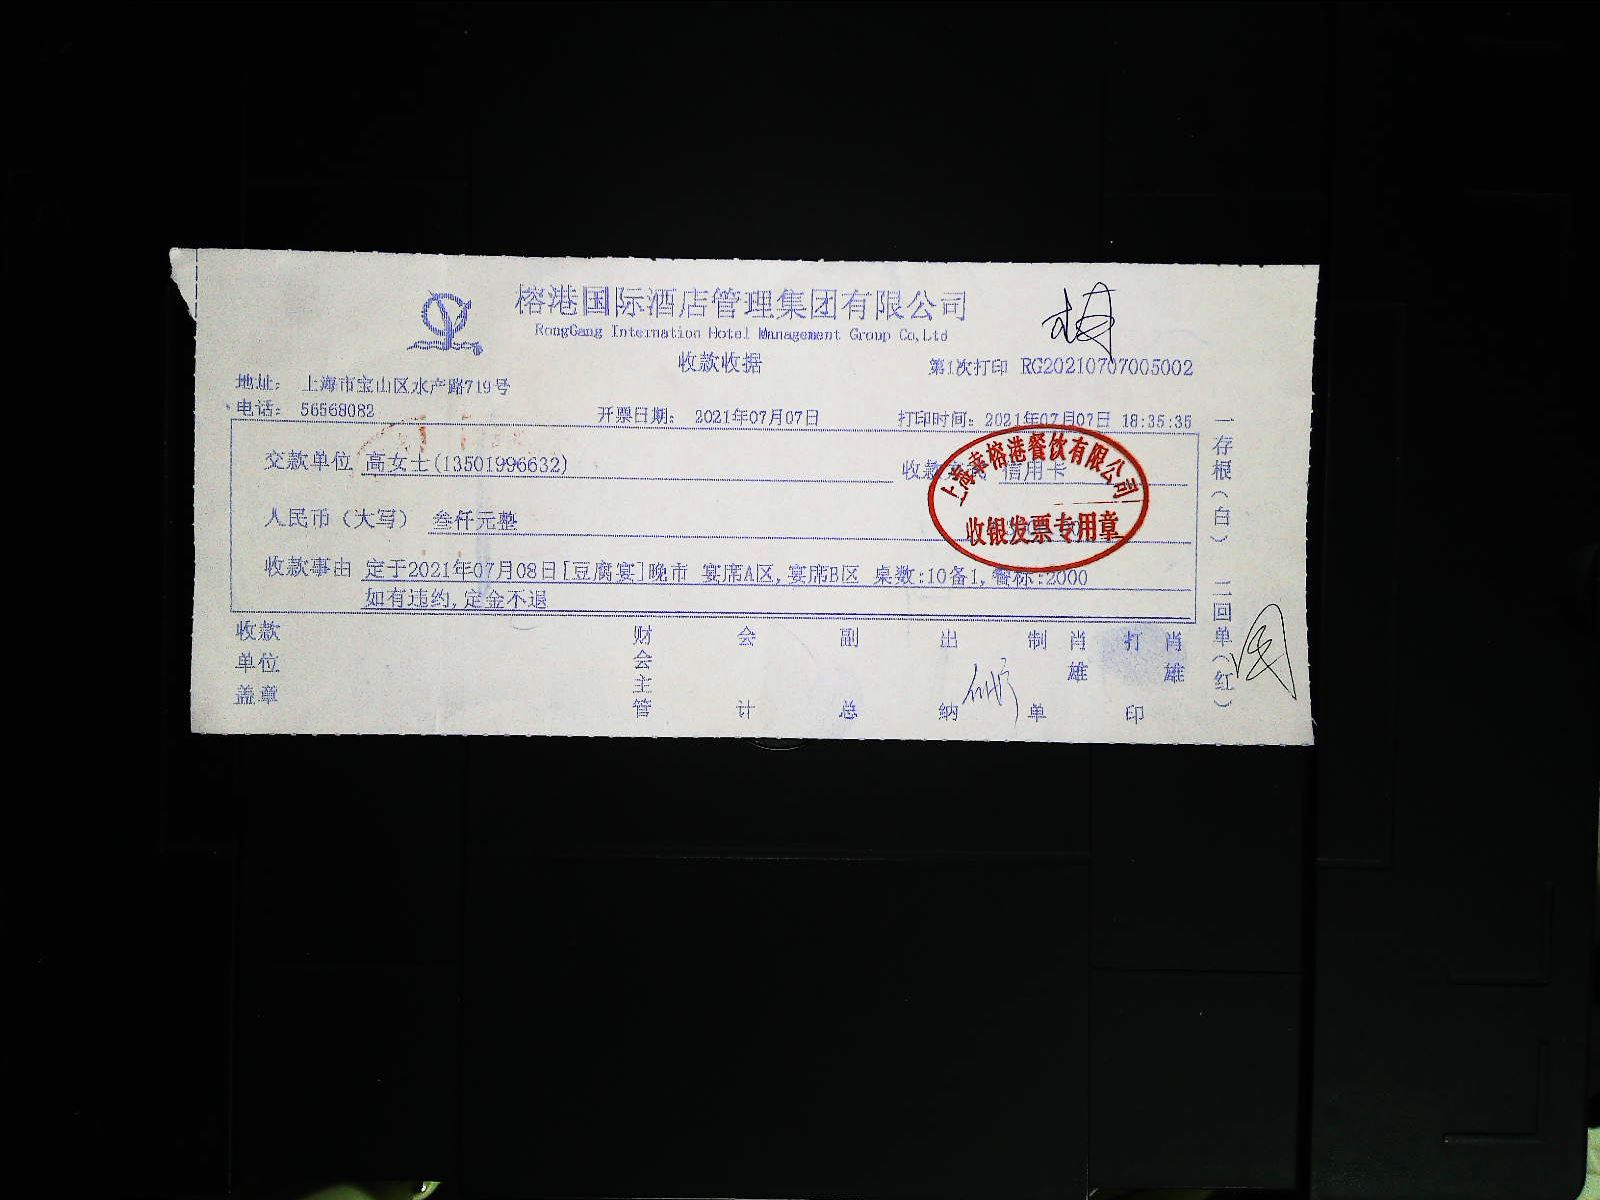 榕港国际酒店管理集团有限公司
RongGang Internation Hotel Management Group Co,Ltd
收款收据
第1次打印 RG20210707005002
地址: 上海市宝山区水产路719号
电话: 56568082
开票日期: 2021年07月07日
打印时间: 2021年07月07日 18:35:35
交款单位 高女士(13501996632)
收款 信用卡
人民币（大写） 叁仟元整
上海幸榕港餐饮有限公司
收银发票专用章
收款事由 定于2021年07月08日[豆腐宴]晚市 宴席A区,宴席B区 桌数:10备1,餐标:2000
如有违约,定金不退
收款单位盖章
财会主管
会计
副总
出纳
制单 肖雄
打印 肖雄
一存根(白) 二回单(红)